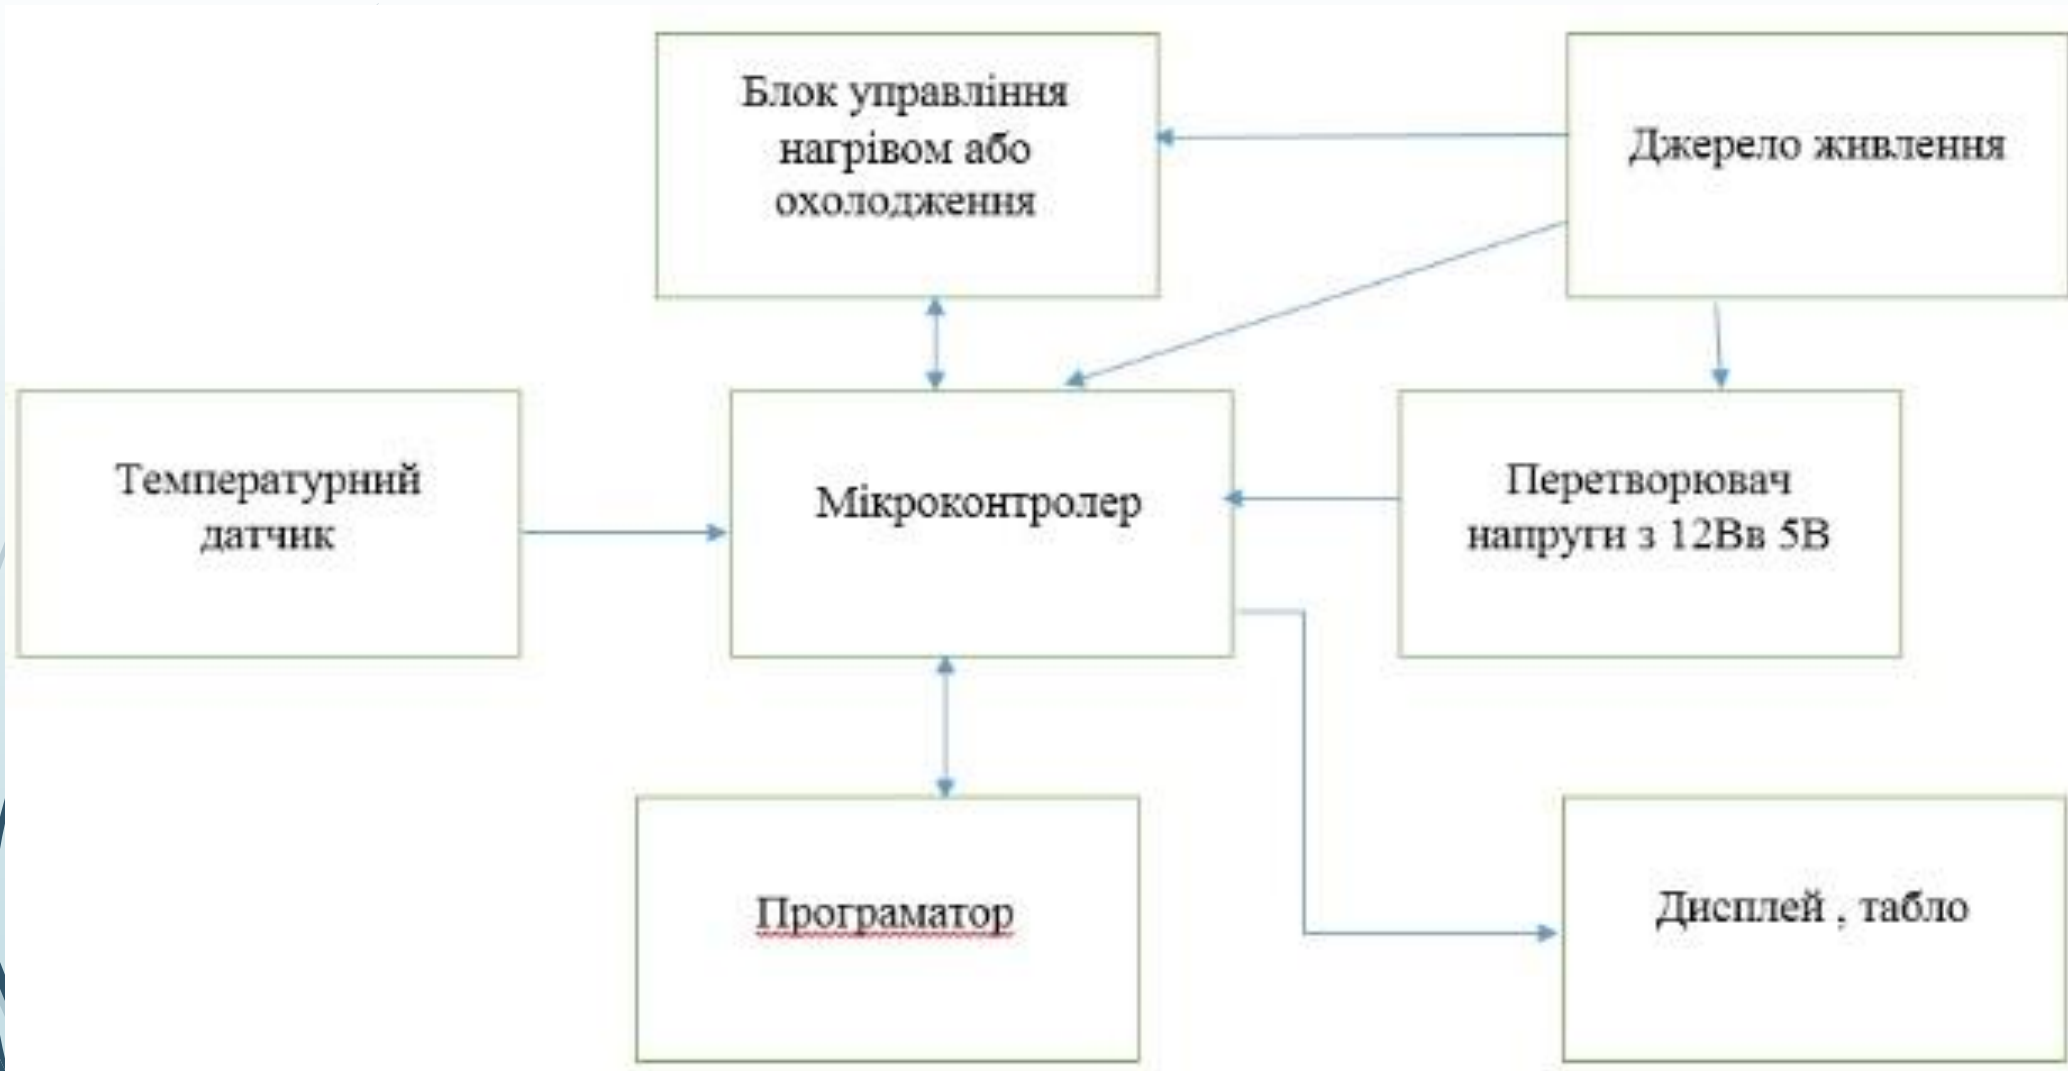 Блок управління
нагрівом або
охолодження
Джерело живлення
Температурний
датчик
Мікроконтролер
Перетворювач
напруги з 12Вв 5В
Програматор
Дисплей , табло